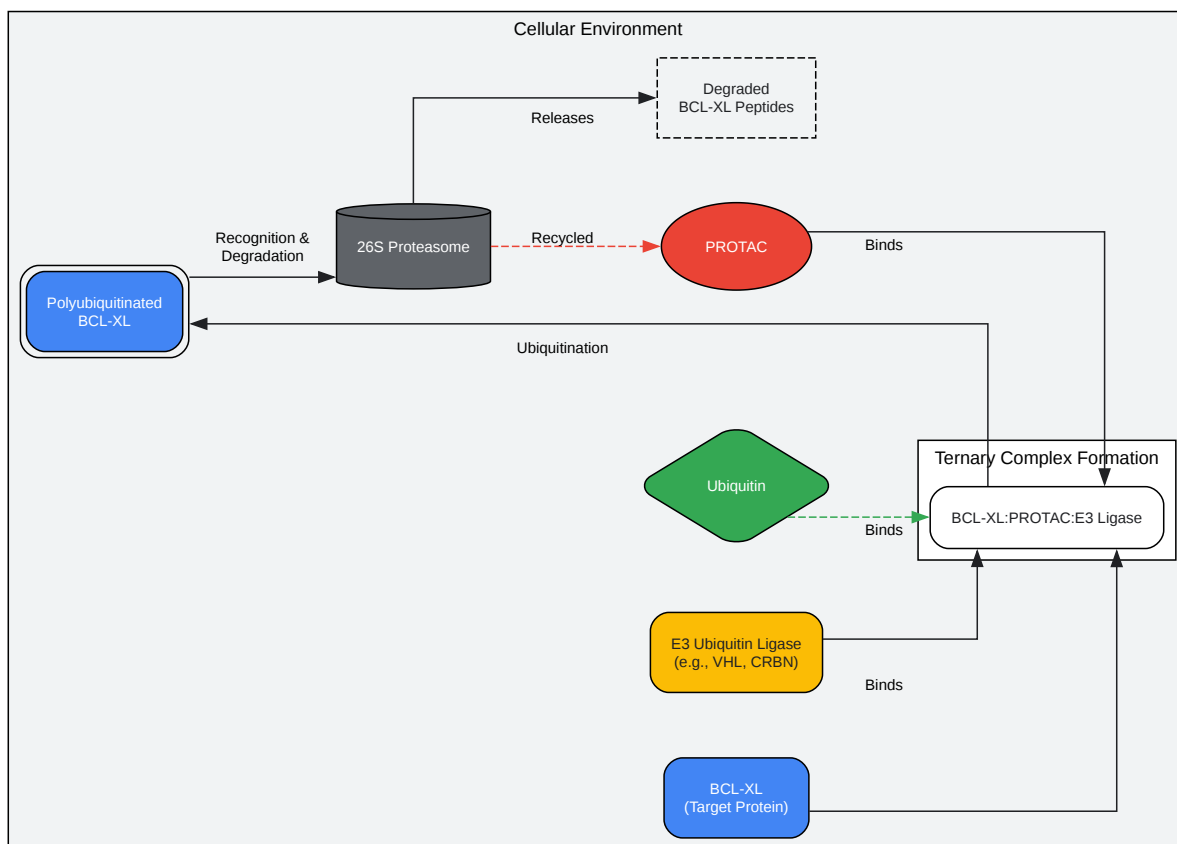 Cellular Environment
Degraded
BCL-XL Peptides
Releases
Recognition &
Degradation
26S Proteasome
Recycled
PROTAC
Binds
Polyubiquitinated
BCL-XL
Ubiquitination
Ternary Complex Formation
Ubiquitin
Binds
BCL-XL:PROTAC:E3 Ligase
E3 Ubiquitin Ligase
(e.g., VHL, CRBN)
Binds
BCL-XL
(Target Protein)